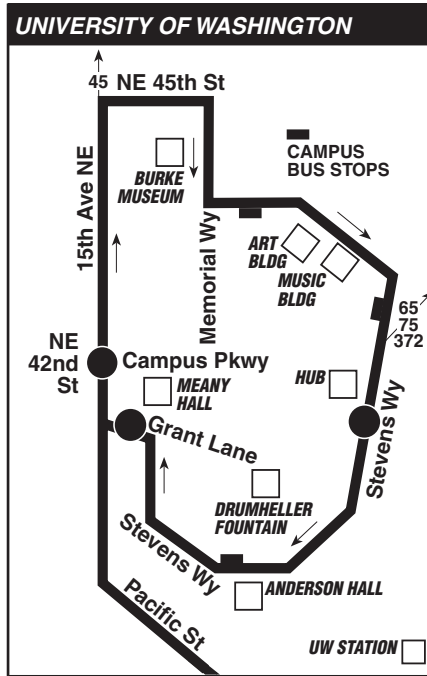 UNIVERSITY OF WASHINGTON
45 NE 45th St
CAMPUS
BUS STOPS
BURKE
MUSEUM
15th Ave NE
Memorial Wy
ART
BLDG
MUSIC
BLDG
65
75
372
NE
42nd
St
Campus Pkwy
MEANY
HALL
HUB
Grant Lane
Stevens Wy
DRUMHELLER
FOUNTAIN
Stevens Wy
ANDERSON HALL
Pacific St
UW STATION